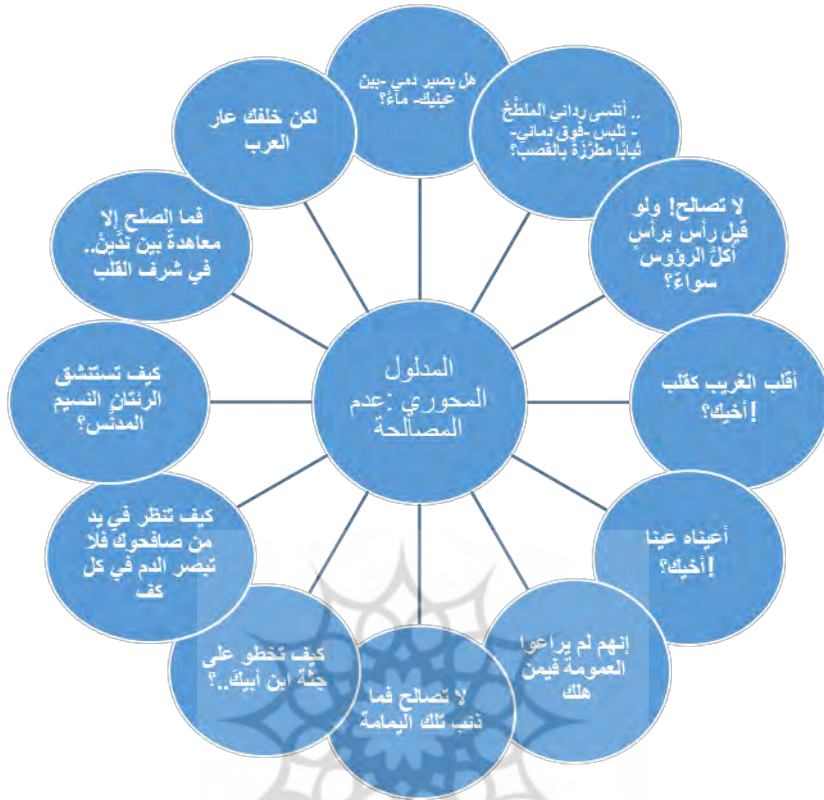 هل يصير دمي -بين
عينيك- ماءً؟
.. أتنسى ردائي الملطَّخَ
- تلبس -فوق دمائي-
ثيابًا مطرَّزَةً بالقصب؟
لا تصالح! ولو
قيل رأس برأسٍ
أكلُّ الرؤوس
سواءٌ؟
أقلب الغريب كقلب
!أخيك؟
أعيناه عينا
!أخيك؟
إنهم لم يراعوا
العمومة فيمن
هلك
لا تصالح فما
ذنب تلك اليمامة
كيف تخطو على
جثَّة ابن أبيكَ..؟
كيف تنظر في يد
من صافحوك فلا
تبصر الدم في كل
كف
كيف تستنشق
الرئتان النسيم
المدنَّس؟
فما الصلح إلا
معاهدةٌ بين ندَّينْ..
في شرف القلب
لكن خلفك عار
العرب
المدلول
المحوري :عدم
المصالحة